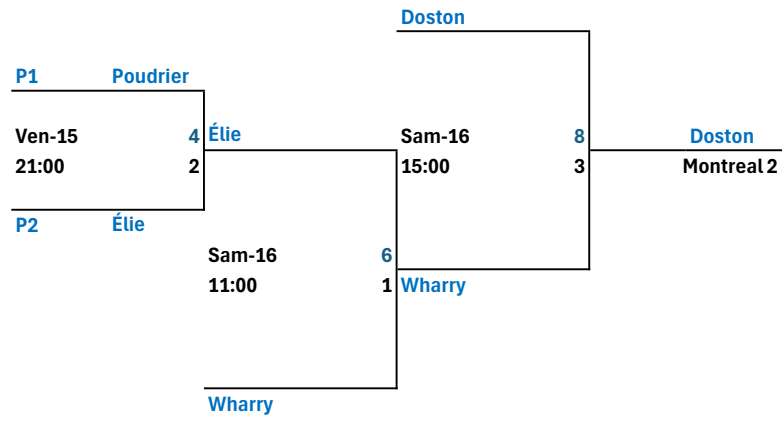 Doston
P1 Poudrier
Ven-15 4 Élie Sam-16 8 Doston
21:00 2 15:00 3 Montreal 2
P2 Élie
Sam-16 6
11:00 1 Wharry
Wharry